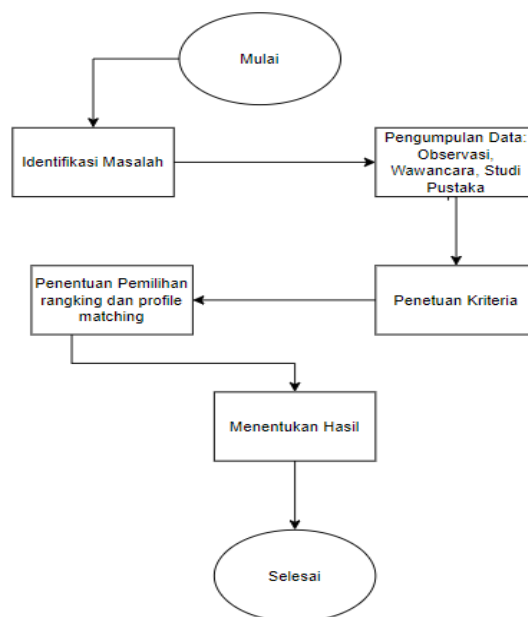 Mulai
Identifikasi Masalah
Pengumpulan Data:
Observasi,
Wawancara, Studi
Pustaka
Penetuan Kriteria
Penentuan Pemilihan
rangking dan profile
matching
Menentukan Hasil
Selesai